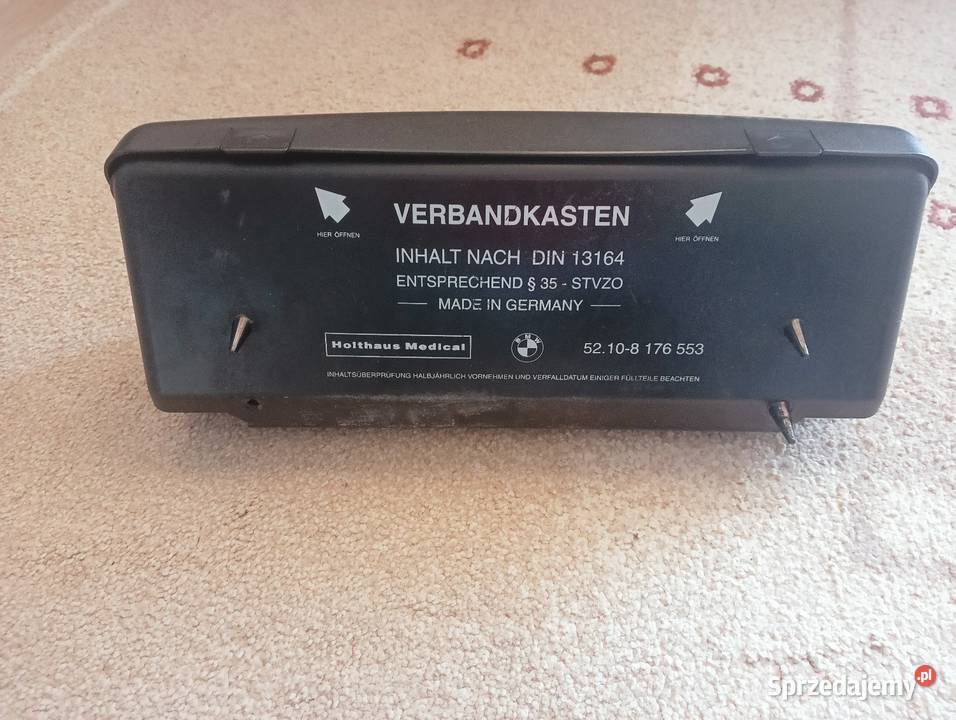 VERBANDKASTEN
HIER ÖFFNEN
HIER ÖFFNEN
INHALT NACH DIN 13164
ENTSPRECHEND § 35 - STVZO
MADE IN GERMANY
Holthaus Medical
BMW
52.10-8 176 553
INHALTSÜBERPRÜFUNG HALBJÄHRLICH VORNEHMEN UND VERFALLDATUM EINIGER FÜLLTEILE BEACHTEN
Sprzedajemy.pl